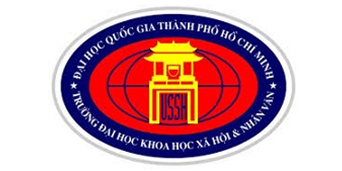 ĐẠI HỌC QUỐC GIA THÀNH PHỐ HỒ CHÍ MINH
USSH
★ TRƯỜNG ĐẠI HỌC KHOA HỌC XÃ HỘI & NHÂN VĂN ★